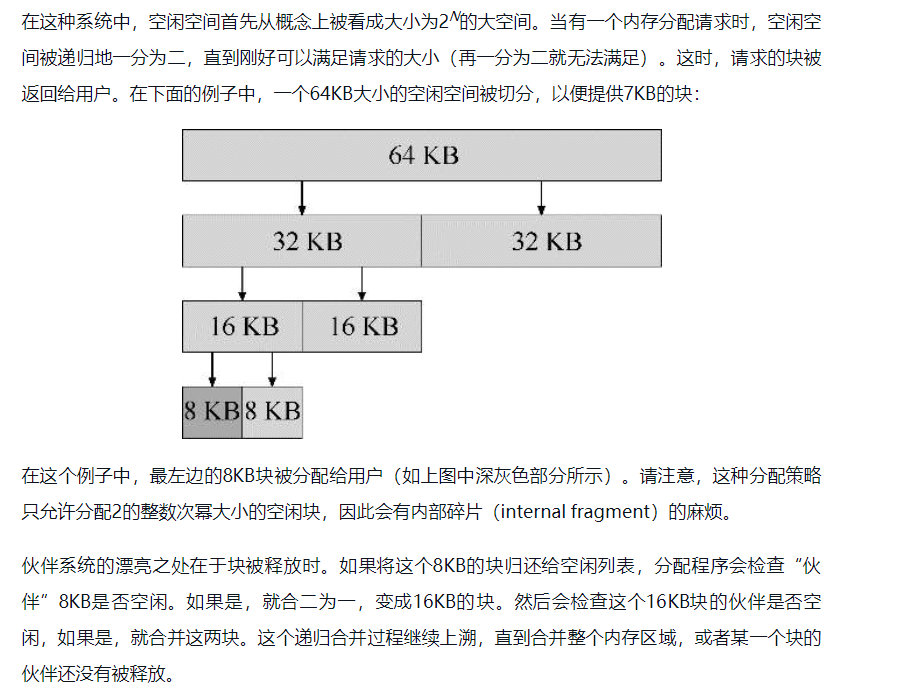 在这种系统中，空闲空间首先从概念上被看成大小为2ᴺ的大空间。当有一个内存分配请求时，空闲空
间被递归地一分为二，直到刚好可以满足请求的大小（再一分为二就无法满足）。这时，请求的块被
返回给用户。在下面的例子中，一个64KB大小的空闲空间被切分，以便提供7KB的块：
64 KB
32 KB 32 KB
16 KB 16 KB
8 KB 8 KB
在这个例子中，最左边的8KB块被分配给用户（如上图中深灰色部分所示）。请注意，这种分配策略
只允许分配2的整数次幂大小的空闲块，因此会有内部碎片（internal fragment）的麻烦。
伙伴系统的漂亮之处在于块被释放时。如果将这个8KB的块归还给空闲列表，分配程序会检查“伙
伴”8KB是否空闲。如果是，就合二为一，变成16KB的块。然后会检查这个16KB块的伙伴是否空
闲，如果是，就合并这两块。这个递归合并过程继续上溯，直到合并整个内存区域，或者某一个块的
伙伴还没有被释放。